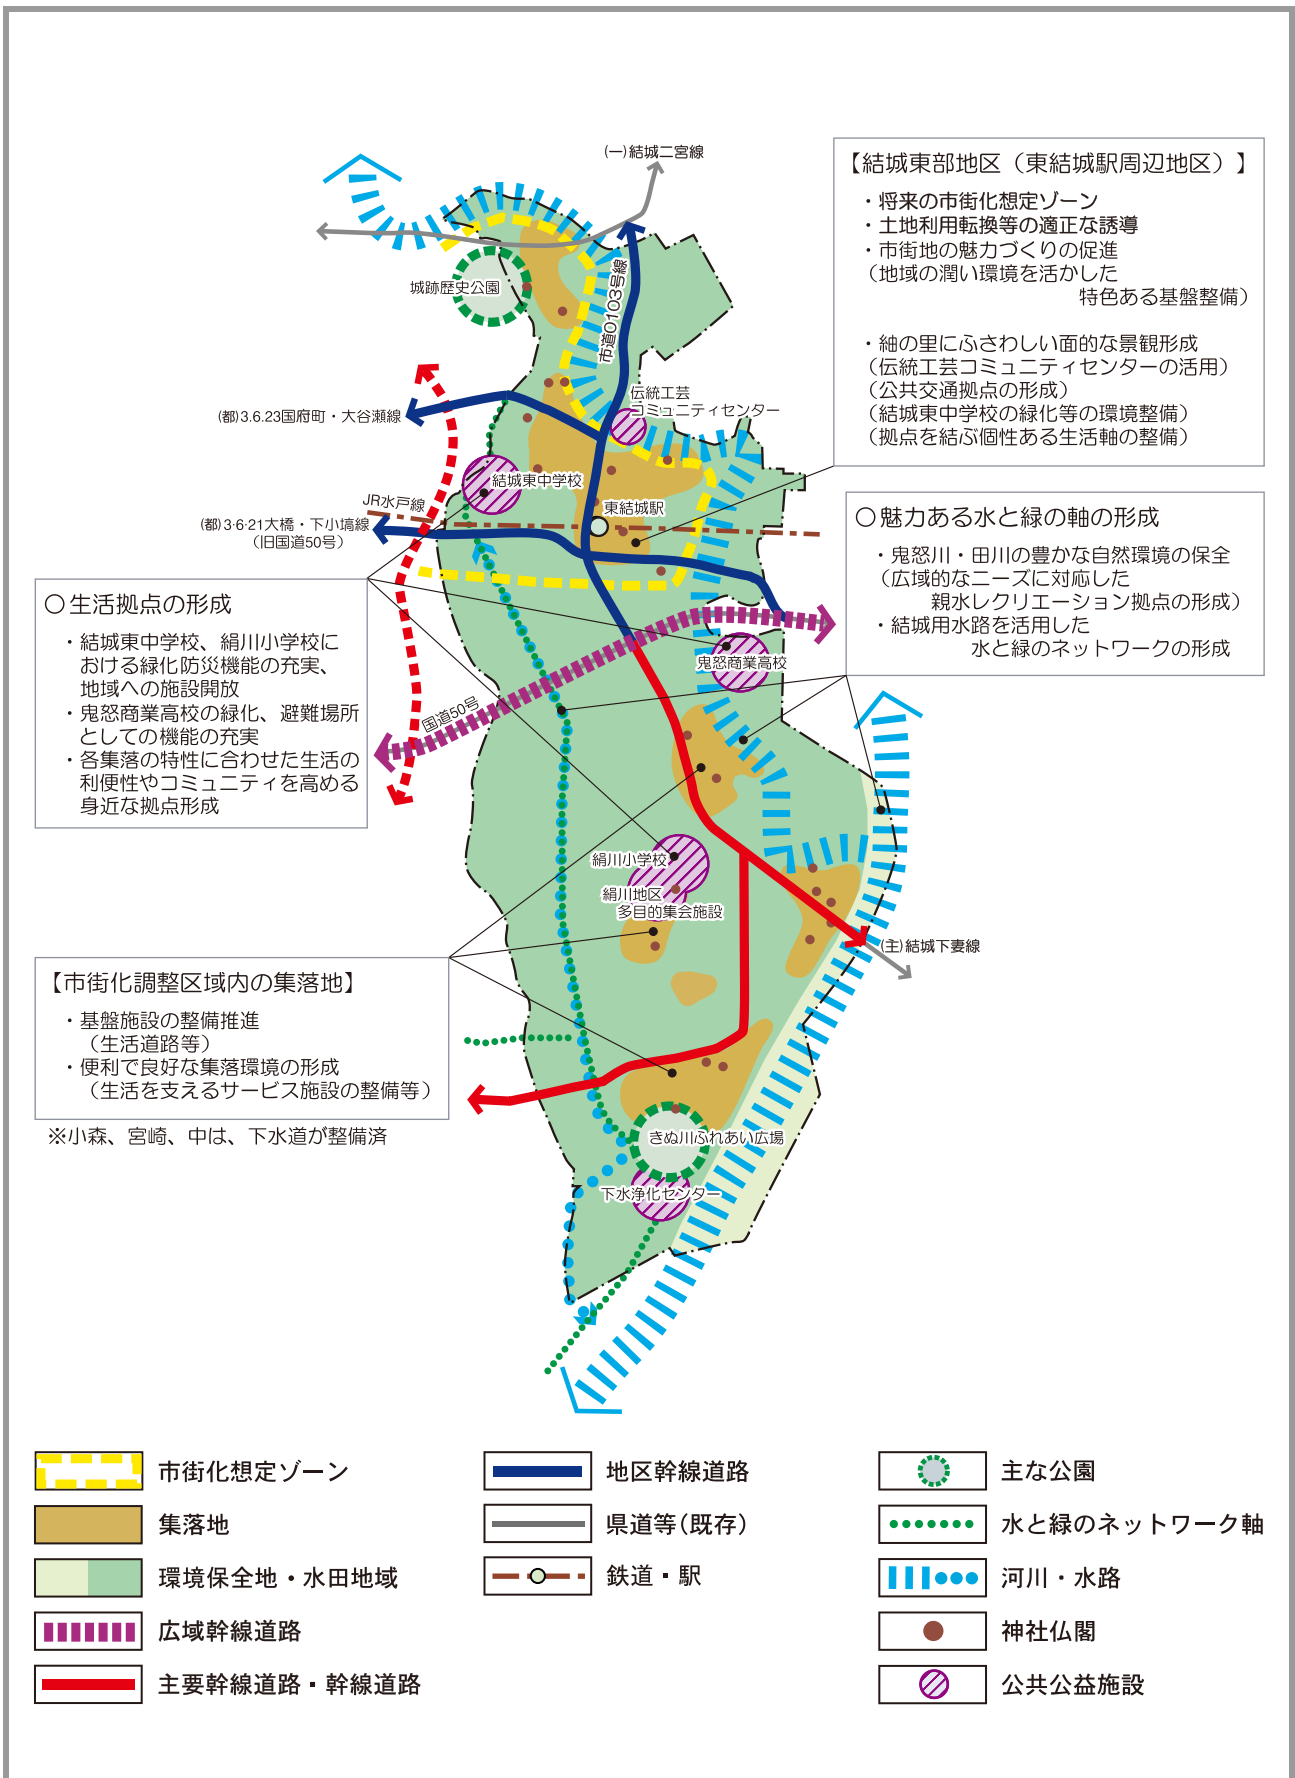 (一)結城二宮線
【結城東部地区（東結城駅周辺地区）】
・将来の市街化想定ゾーン
・土地利用転換等の適正な誘導
・市街地の魅力づくりの促進
（地域の潤い環境を活かした
特色ある基盤整備）
・紬の里にふさわしい面的な景観形成
（伝統工芸コミュニティセンターの活用）
（公共交通拠点の形成）
（結城東中学校の緑化等の環境整備）
（拠点を結ぶ個性ある生活軸の整備）
城跡歴史公園
市道0103号線
伝統工芸
コミュニティセンター
(都)3.6.23国府町・大谷瀬線
結城東中学校
JR水戸線
東結城駅
(都)3・6・21大橋・下小塙線
（旧国道50号）
○魅力ある水と緑の軸の形成
・鬼怒川・田川の豊かな自然環境の保全
（広域的なニーズに対応した
親水レクリエーション拠点の形成）
・結城用水路を活用した
水と緑のネットワークの形成
○生活拠点の形成
・結城東中学校、絹川小学校に
おける緑化防災機能の充実、
地域への施設開放
・鬼怒商業高校の緑化、避難場所
としての機能の充実
・各集落の特性に合わせた生活の
利便性やコミュニティを高める
身近な拠点形成
鬼怒商業高校
国道50号
絹川小学校
絹川地区
多目的集会施設
(主)結城下妻線
【市街化調整区域内の集落地】
・基盤施設の整備推進
（生活道路等）
・便利で良好な集落環境の形成
（生活を支えるサービス施設の整備等）
※小森、宮崎、中は、下水道が整備済
きぬ川ふれあい広場
下水浄化センター
市街化想定ゾーン
集落地
環境保全地・水田地域
広域幹線道路
主要幹線道路・幹線道路
地区幹線道路
県道等(既存)
鉄道・駅
主な公園
水と緑のネットワーク軸
河川・水路
神社仏閣
公共公益施設